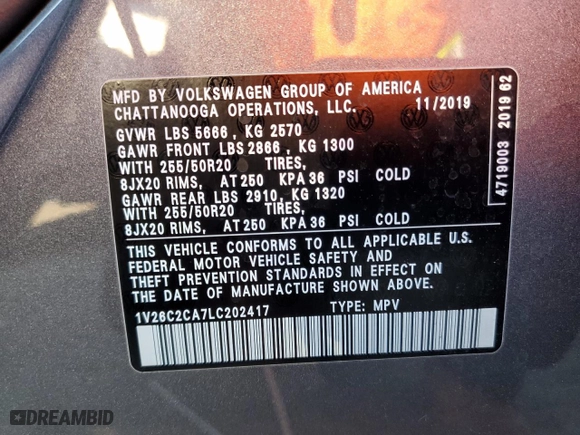 MFD BY VOLKSWAGEN GROUP OF AMERICA
CHATTANOOGA OPERATIONS, LLC. 11/2019
GVWR LBS 5666, KG 2570
GAWR FRONT LBS 2866, KG 1300
WITH 255/50R20 TIRES,
8JX20 RIMS, AT 250 KPA 36 PSI COLD
GAWR REAR LBS 2910, KG 1320
WITH 255/50R20 TIRES,
8JX20 RIMS, AT 250 KPA 36 PSI COLD
THIS VEHICLE CONFORMS TO ALL APPLICABLE U.S.
FEDERAL MOTOR VEHICLE SAFETY AND
THEFT PREVENTION STANDARDS IN EFFECT ON
DATE OF MANUFACTURE SHOWN ABOVE.
1V26C2CA7LC202417 TYPE: MPV
4719003 2019 62
DREAMBID